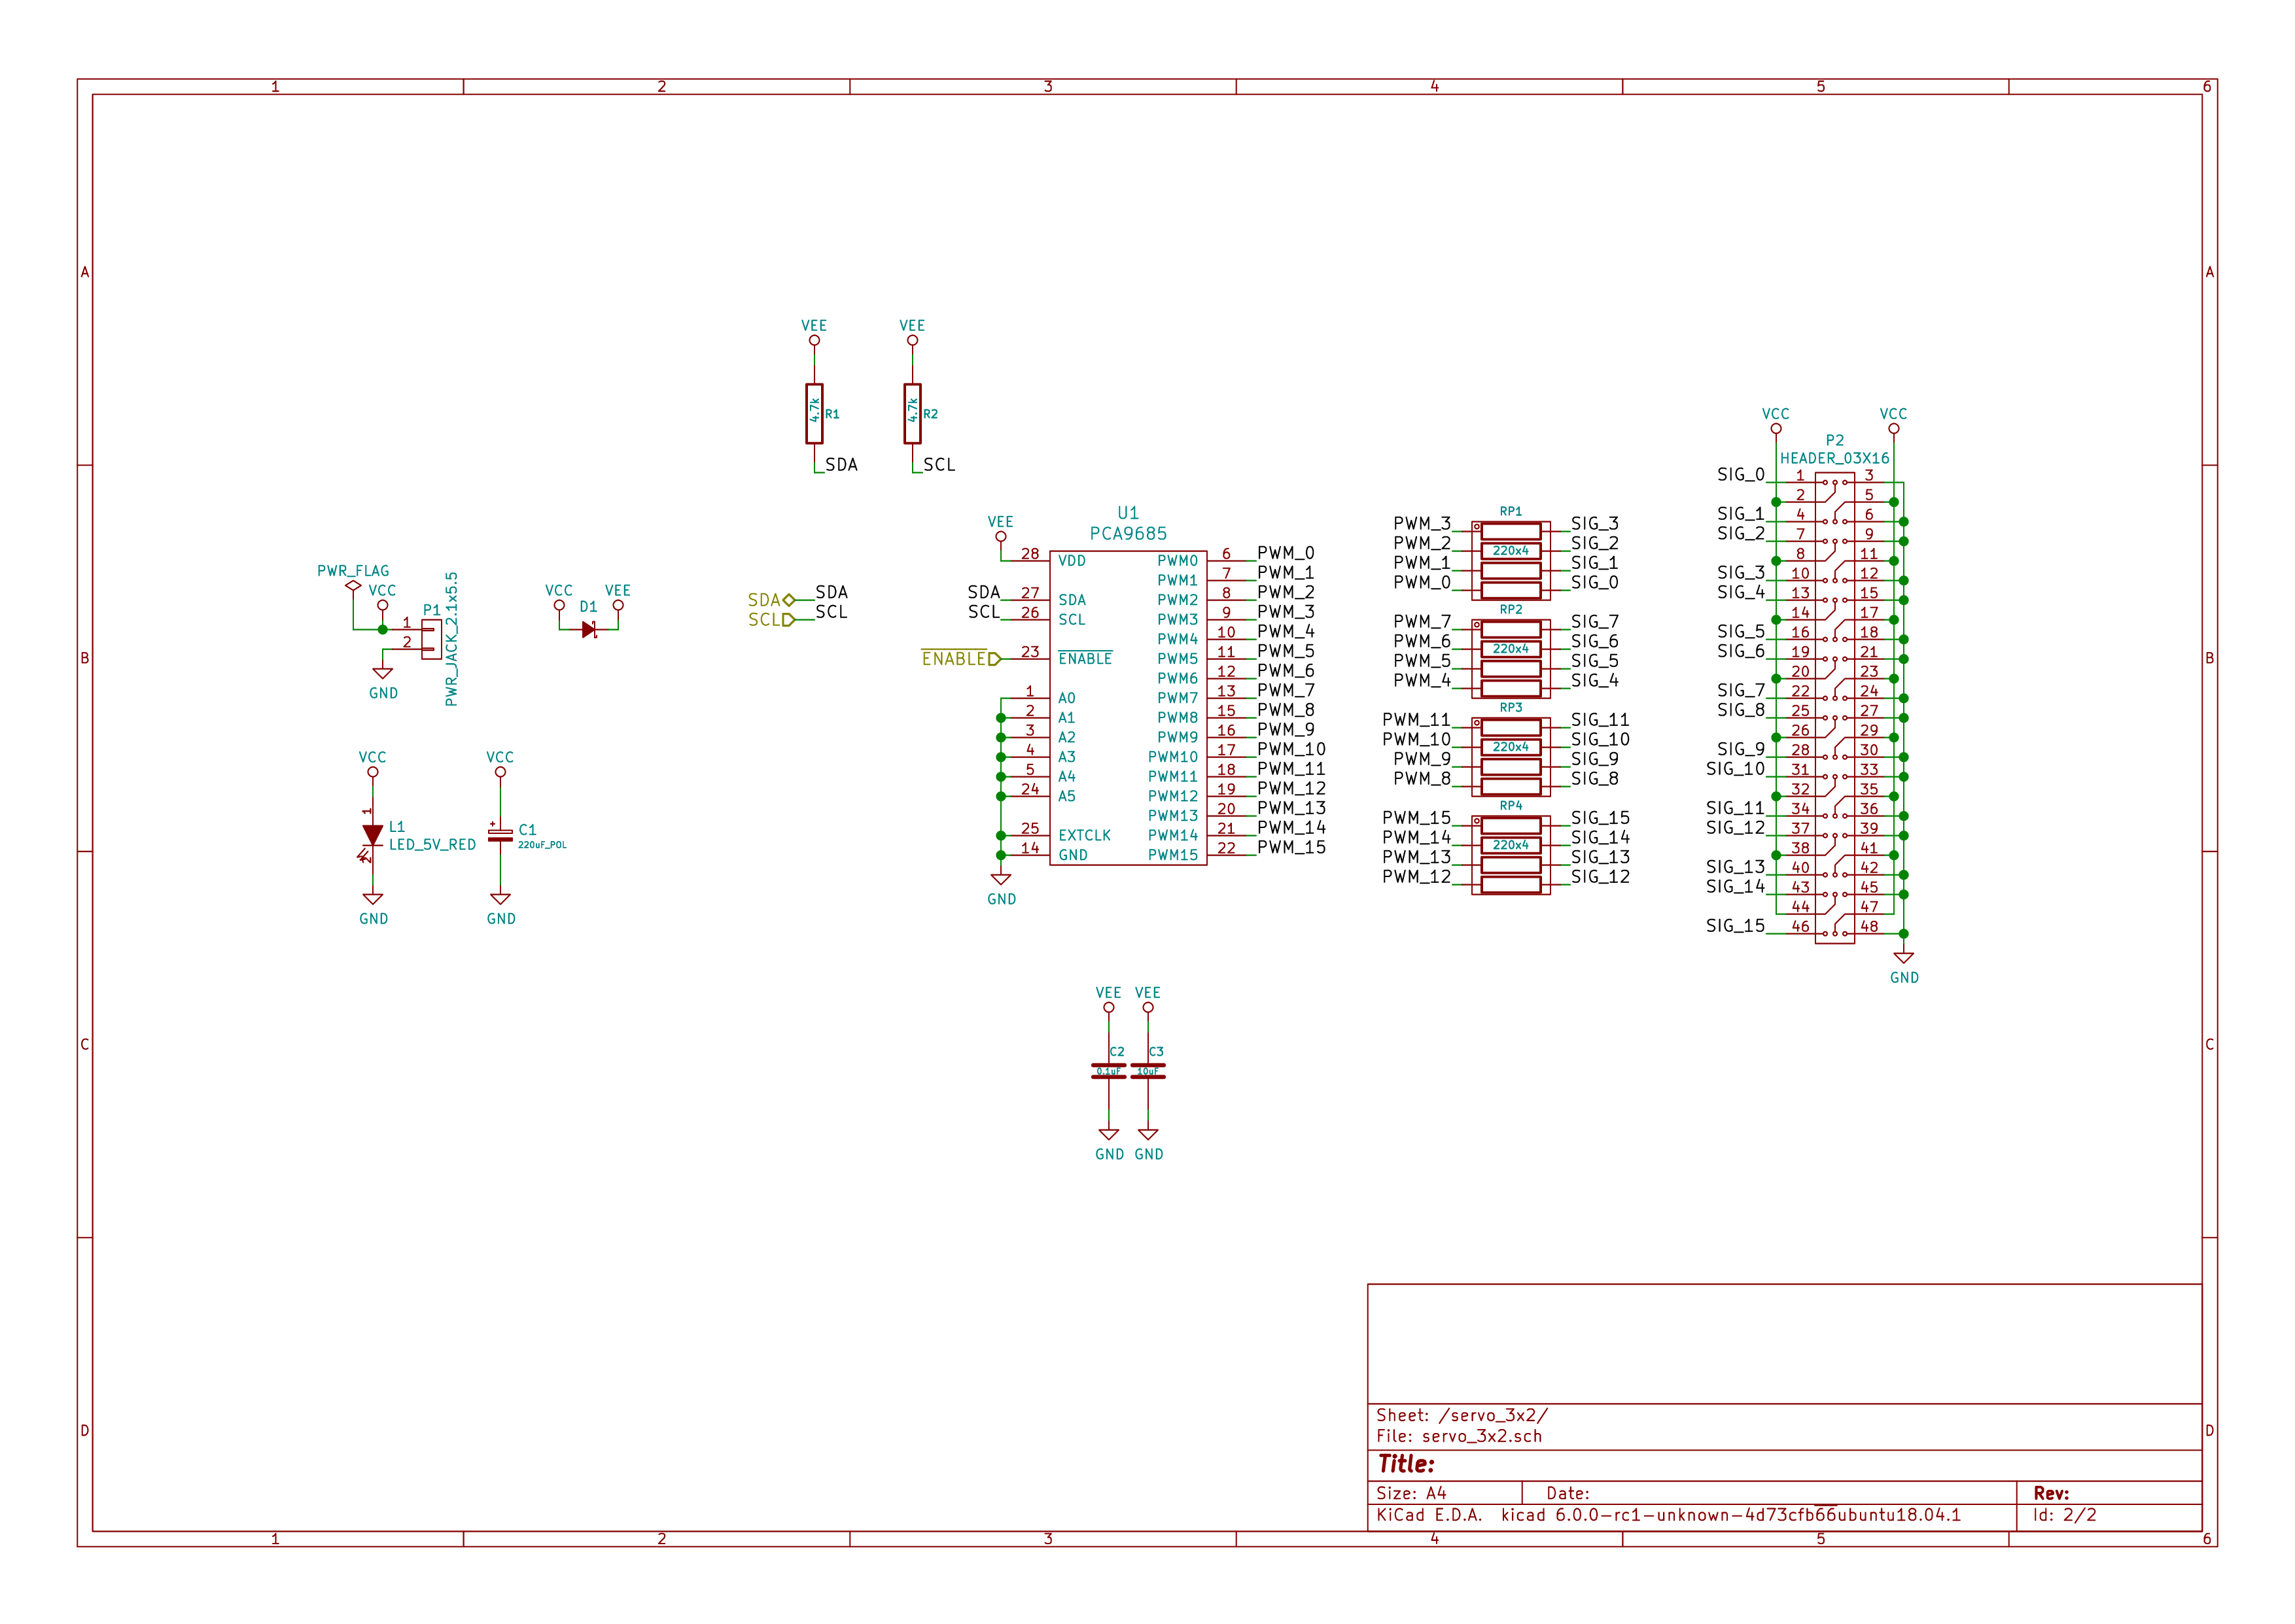 1 2 3 4 5 6
A A
B B
C C
D D
1 2 3 4 5 6
VEE VEE
4.7k R1 4.7k R2
SDA SCL
PWR_FLAG
VCC
P1
PWR_JACK_2.1x5.5
1
2
GND
VCC D1 VEE
SDA SDA
SCL SCL
VCC
1
L1
LED_5V_RED
2
GND
VCC
+
C1
220uF_POL
GND
U1
PCA9685
VEE
28 VDD PWM0 6 PWM_0
PWM1 7 PWM_1
SDA 27 SDA PWM2 8 PWM_2
SCL 26 SCL PWM3 9 PWM_3
PWM4 10 PWM_4
ENABLE 23 ENABLE PWM5 11 PWM_5
PWM6 12 PWM_6
1 A0 PWM7 13 PWM_7
2 A1 PWM8 15 PWM_8
3 A2 PWM9 16 PWM_9
4 A3 PWM10 17 PWM_10
5 A4 PWM11 18 PWM_11
24 A5 PWM12 19 PWM_12
PWM13 20 PWM_13
25 EXTCLK PWM14 21 PWM_14
14 GND PWM15 22 PWM_15
GND
RP1
PWM_3 SIG_3
PWM_2 220x4 SIG_2
PWM_1 SIG_1
PWM_0 SIG_0
RP2
PWM_7 SIG_7
PWM_6 220x4 SIG_6
PWM_5 SIG_5
PWM_4 SIG_4
RP3
PWM_11 SIG_11
PWM_10 220x4 SIG_10
PWM_9 SIG_9
PWM_8 SIG_8
RP4
PWM_15 SIG_15
PWM_14 220x4 SIG_14
PWM_13 SIG_13
PWM_12 SIG_12
VCC VCC
P2
HEADER_03X16
SIG_0 1 3
2 5
SIG_1 4 6
SIG_2 7 9
8 11
SIG_3 10 12
SIG_4 13 15
14 17
SIG_5 16 18
SIG_6 19 21
20 23
SIG_7 22 24
SIG_8 25 27
26 29
SIG_9 28 30
SIG_10 31 33
32 35
SIG_11 34 36
SIG_12 37 39
38 41
SIG_13 40 42
SIG_14 43 45
44 47
SIG_15 46 48
GND
VEE VEE
C2 C3
0.1uF 10uF
GND GND
Sheet: /servo_3x2/
File: servo_3x2.sch
Title:
Size: A4 Date: Rev:
KiCad E.D.A. kicad 6.0.0-rc1-unknown-4d73cfb66ubuntu18.04.1 Id: 2/2